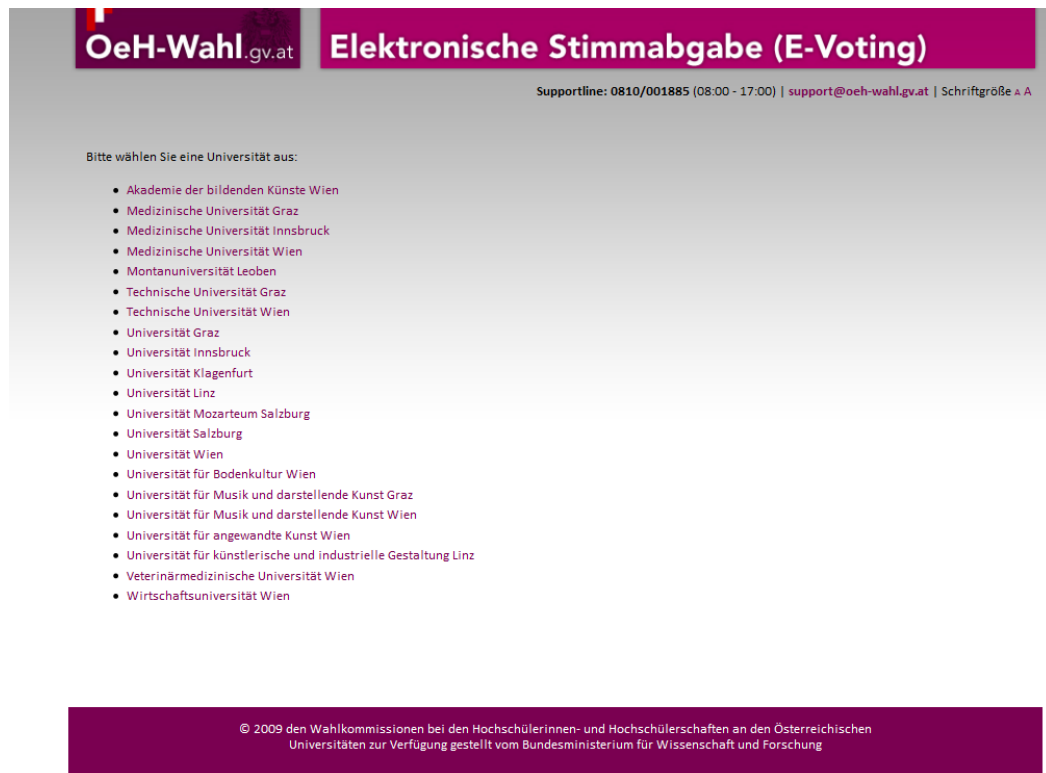 OeH-Wahl.gv.at
Elektronische Stimmabgabe (E-Voting)
Supportline: 0810/001885 (08:00 - 17:00) | support@oeh-wahl.gv.at | Schriftgröße A A
Bitte wählen Sie eine Universität aus:
• Akademie der bildenden Künste Wien
• Medizinische Universität Graz
• Medizinische Universität Innsbruck
• Medizinische Universität Wien
• Montanuniversität Leoben
• Technische Universität Graz
• Technische Universität Wien
• Universität Graz
• Universität Innsbruck
• Universität Klagenfurt
• Universität Linz
• Universität Mozarteum Salzburg
• Universität Salzburg
• Universität Wien
• Universität für Bodenkultur Wien
• Universität für Musik und darstellende Kunst Graz
• Universität für Musik und darstellende Kunst Wien
• Universität für angewandte Kunst Wien
• Universität für künstlerische und industrielle Gestaltung Linz
• Veterinärmedizinische Universität Wien
• Wirtschaftsuniversität Wien
© 2009 den Wahlkommissionen bei den Hochschülerinnen- und Hochschülerschaften an den Österreichischen
Universitäten zur Verfügung gestellt vom Bundesministerium für Wissenschaft und Forschung